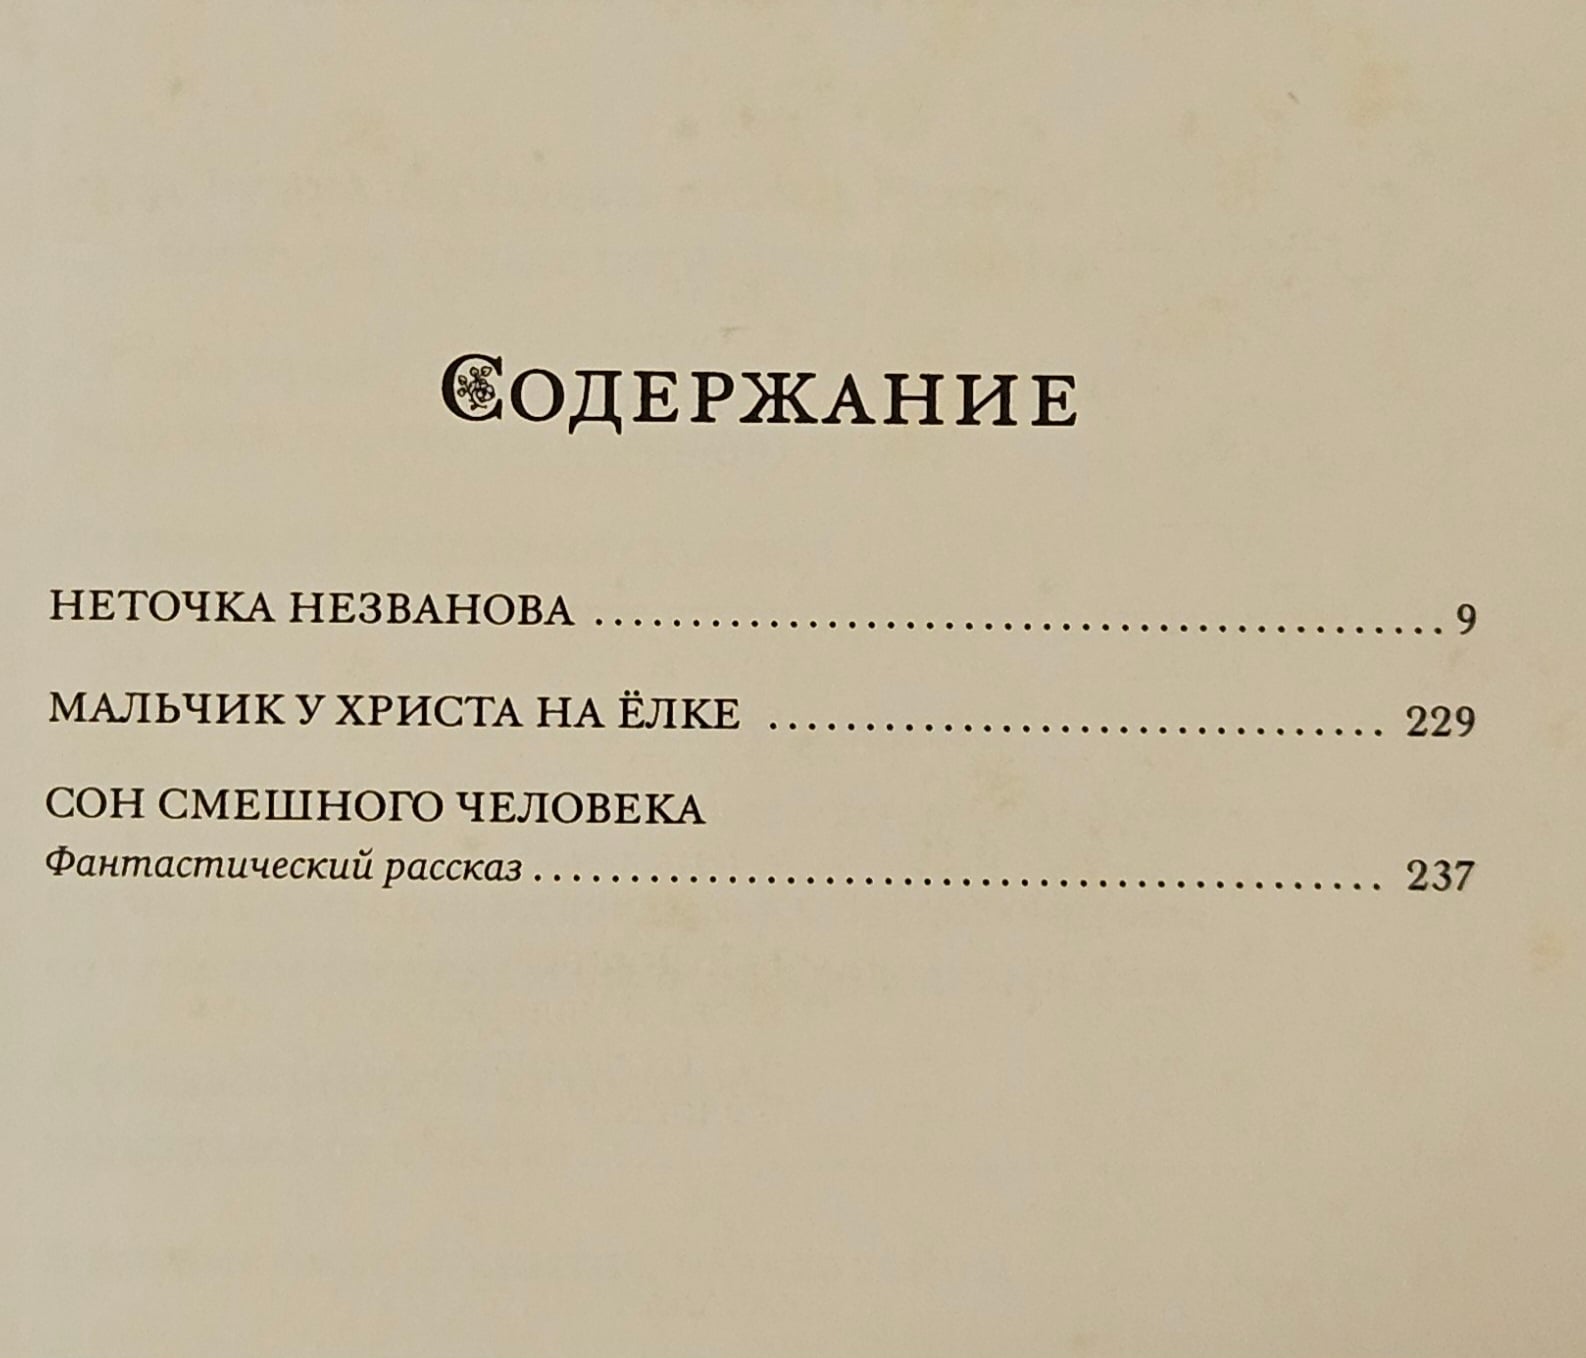 СОДЕРЖАНИЕ
НЕТОЧКА НЕЗВАНОВА ............................................ 9
МАЛЬЧИК У ХРИСТА НА ЁЛКЕ ................................ 229
СОН СМЕШНОГО ЧЕЛОВЕКА
Фантастический рассказ ............................................ 237